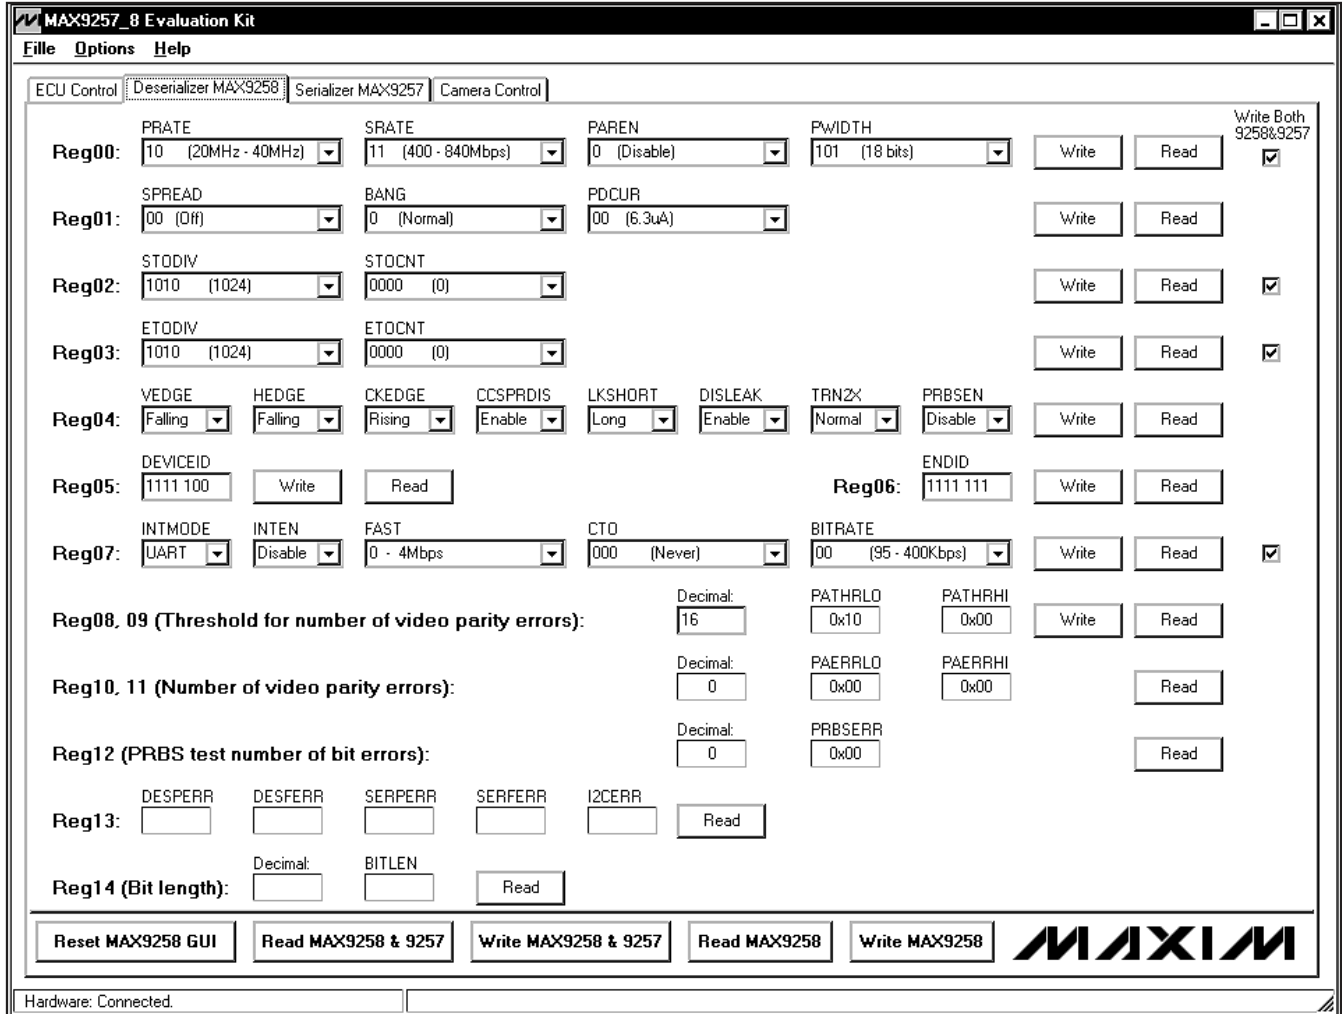 MAX9257_8 Evaluation Kit
Fille Options Help
ECU Control Deserializer MAX9258 Serializer MAX9257 Camera Control
Write Both
9258&9257
PRATE SRATE PAREN PWIDTH
Reg00: 10 (20MHz - 40MHz) 11 (400 - 840Mbps) 0 (Disable) 101 (18 bits) Write Read
SPREAD BANG PDCUR
Reg01: 00 (Off) 0 (Normal) 00 (6.3uA) Write Read
STODIV STOCNT
Reg02: 1010 (1024) 0000 (0) Write Read
ETODIV ETOCNT
Reg03: 1010 (1024) 0000 (0) Write Read
VEDGE HEDGE CKEDGE CCSPRDIS LKSHORT DISLEAK TRN2X PRBSEN
Reg04: Falling Falling Rising Enable Long Enable Normal Disable Write Read
DEVICEID ENDID
Reg05: 1111 100 Write Read Reg06: 1111 111 Write Read
INTMODE INTEN FAST CTO BITRATE
Reg07: UART Disable 0 - 4Mbps 000 (Never) 00 (95 - 400Kbps) Write Read
Decimal: PATHRLO PATHRHI
Reg08, 09 (Threshold for number of video parity errors): 16 0x10 0x00 Write Read
Decimal: PAERRLO PAERRHI
Reg10, 11 (Number of video parity errors): 0 0x00 0x00 Read
Decimal: PRBSERR
Reg12 (PRBS test number of bit errors): 0 0x00 Read
DESPERR DESFERR SERPERR SERFERR I2CERR
Reg13: Read
Decimal: BITLEN
Reg14 (Bit length): Read
Reset MAX9258 GUI Read MAX9258 & 9257 Write MAX9258 & 9257 Read MAX9258 Write MAX9258 MAXIM
Hardware: Connected.